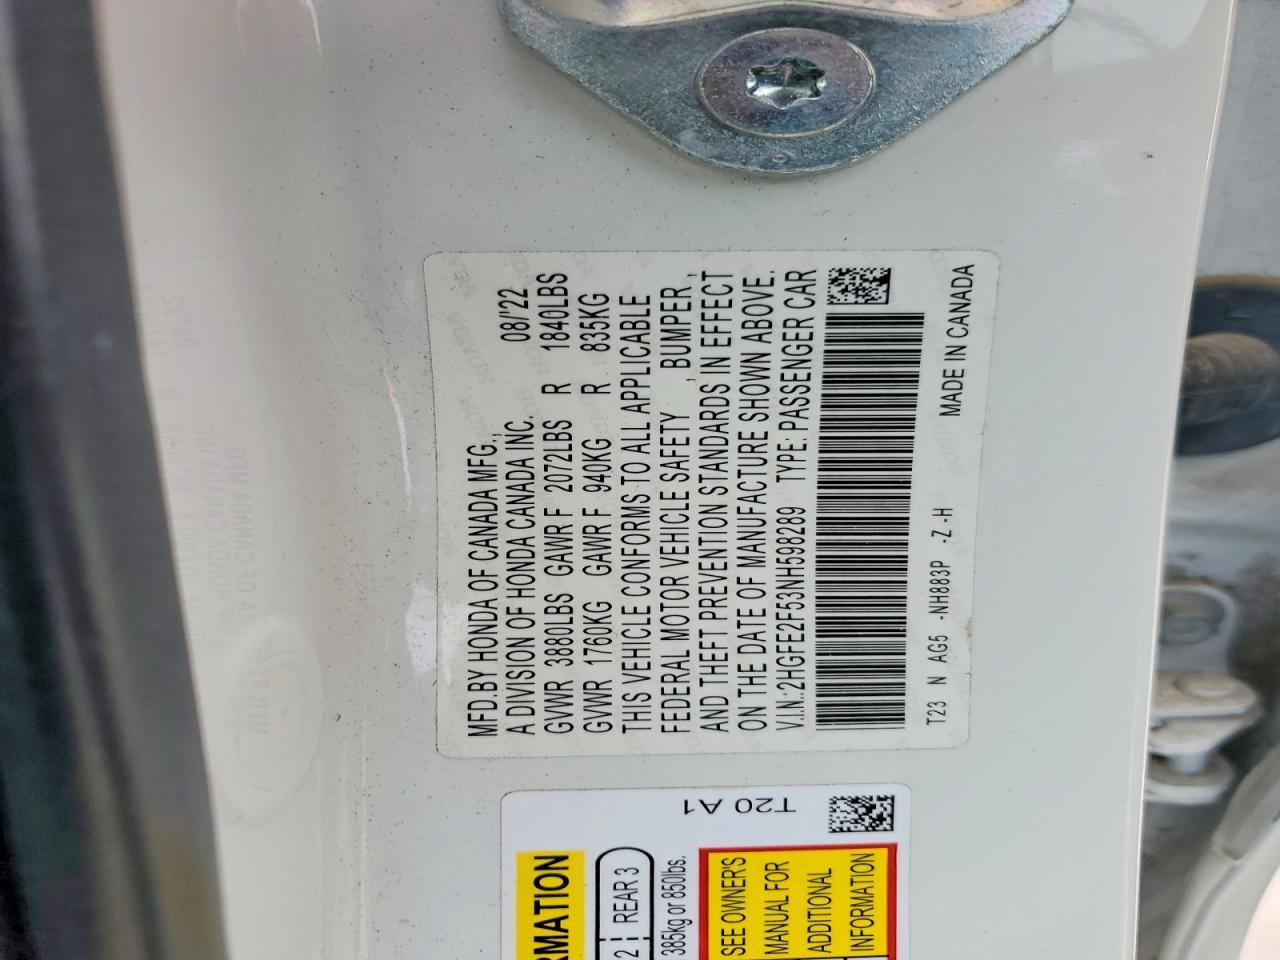 MFD.BY HONDA OF CANADA MFG.,
A DIVISION OF HONDA CANADA INC. 08/'22
GVWR 3880LBS GAWR F 2072LBS R 1840LBS
GVWR 1760KG GAWR F 940KG R 835KG
THIS VEHICLE CONFORMS TO ALL APPLICABLE
FEDERAL MOTOR VEHICLE SAFETY , BUMPER ,
AND THEFT PREVENTION STANDARDS IN EFFECT
ON THE DATE OF MANUFACTURE SHOWN ABOVE.
V.I.N.:2HGFE2F53NH598289 TYPE: PASSENGER CAR
T23 N AG5 -NH883P -Z -H MADE IN CANADA
T20 A1
RMATION
2 REAR 3
385kg or 850lbs.
SEE OWNER'S
MANUAL FOR
ADDITIONAL
INFORMATION